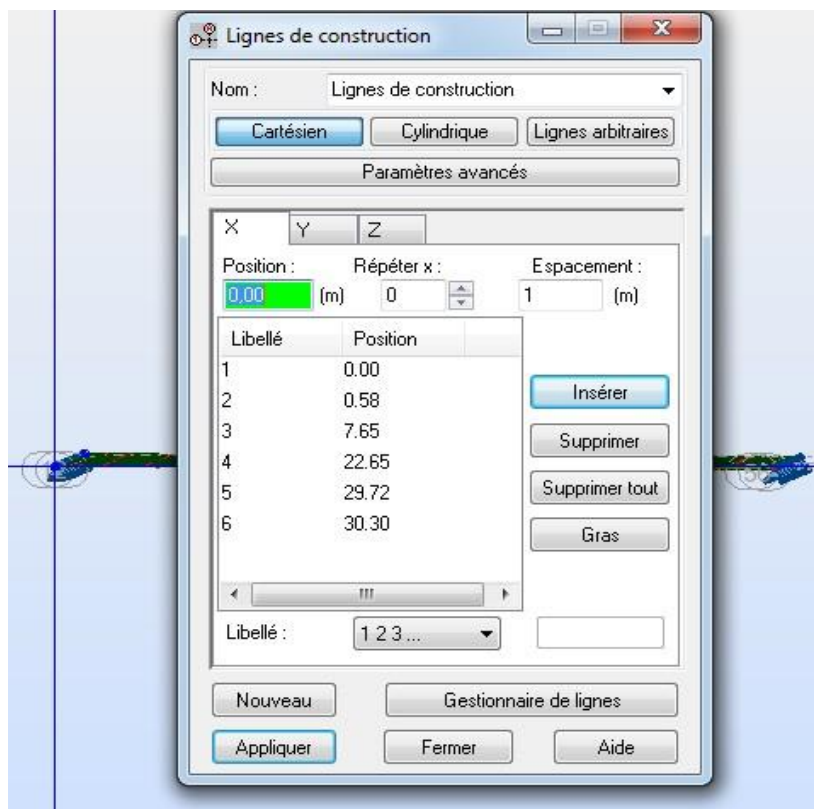 Lignes de construction
Nom : Lignes de construction
Cartésien Cylindrique Lignes arbitraires
Paramètres avancés
X Y Z
Position : Répéter x : Espacement :
0,00 (m) 0 1 (m)
Libellé Position
1 0.00
2 0.58
3 7.65
4 22.65
5 29.72
6 30.30
Insérer
Supprimer
Supprimer tout
Gras
Libellé : 1 2 3 ...
Nouveau Gestionnaire de lignes
Appliquer Fermer Aide